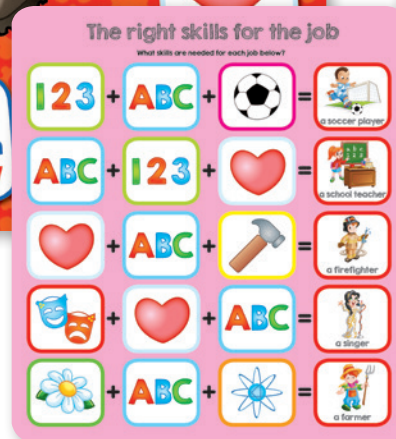 The right skills for the job
What skills are needed for each job below?
123 + ABC + =
a soccer player
ABC + 123 + =
a school teacher
+ ABC + =
a firefighter
+ + ABC =
a singer
+ ABC + =
a farmer